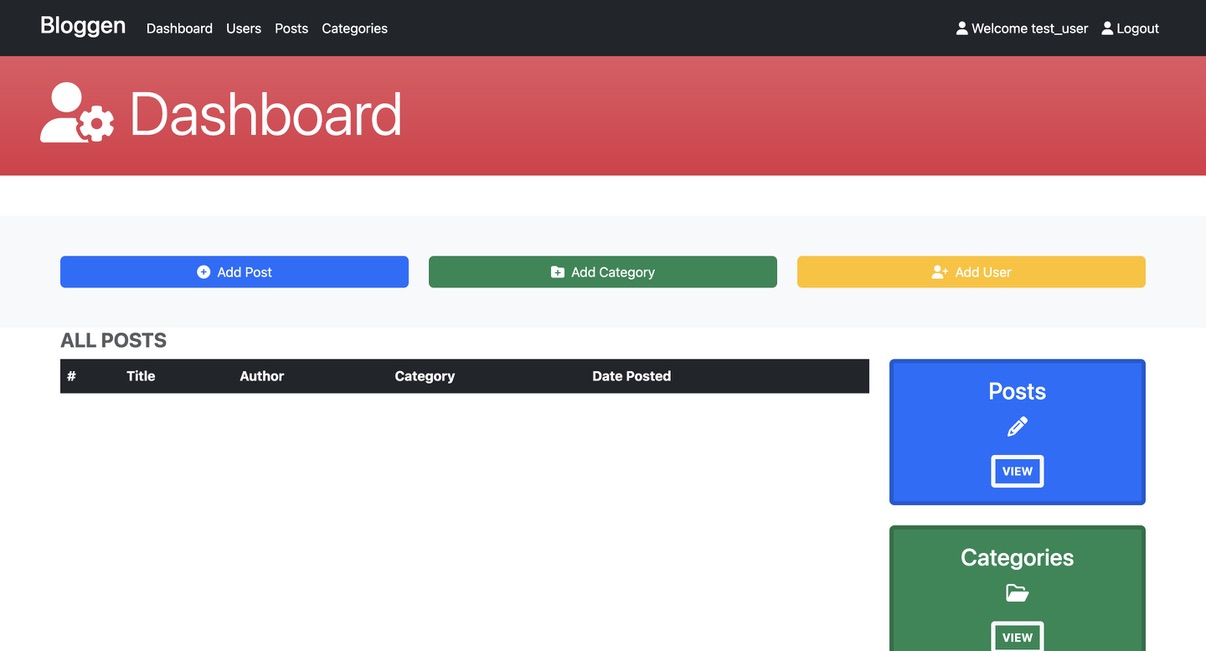 Bloggen Dashboard Users Posts Categories Welcome test_user Logout
Dashboard
Add Post Add Category Add User
ALL POSTS
# Title Author Category Date Posted
Posts
VIEW
Categories
VIEW